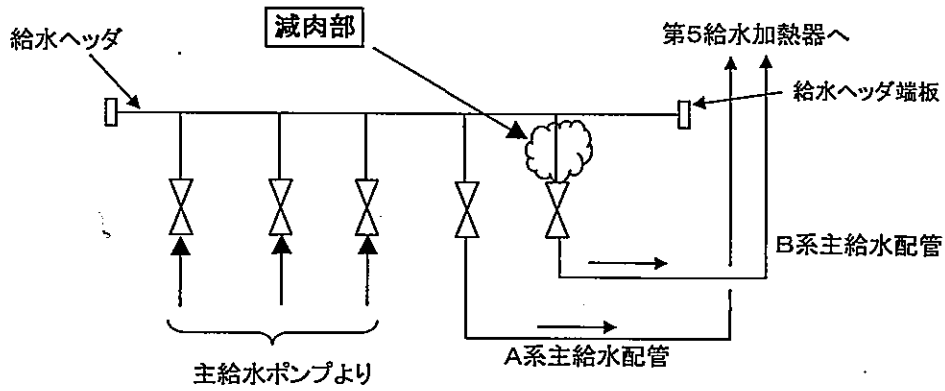 給水ヘッダ
減肉部
第5給水加熱器へ
給水ヘッダ端板
B系主給水配管
A系主給水配管
主給水ポンプより